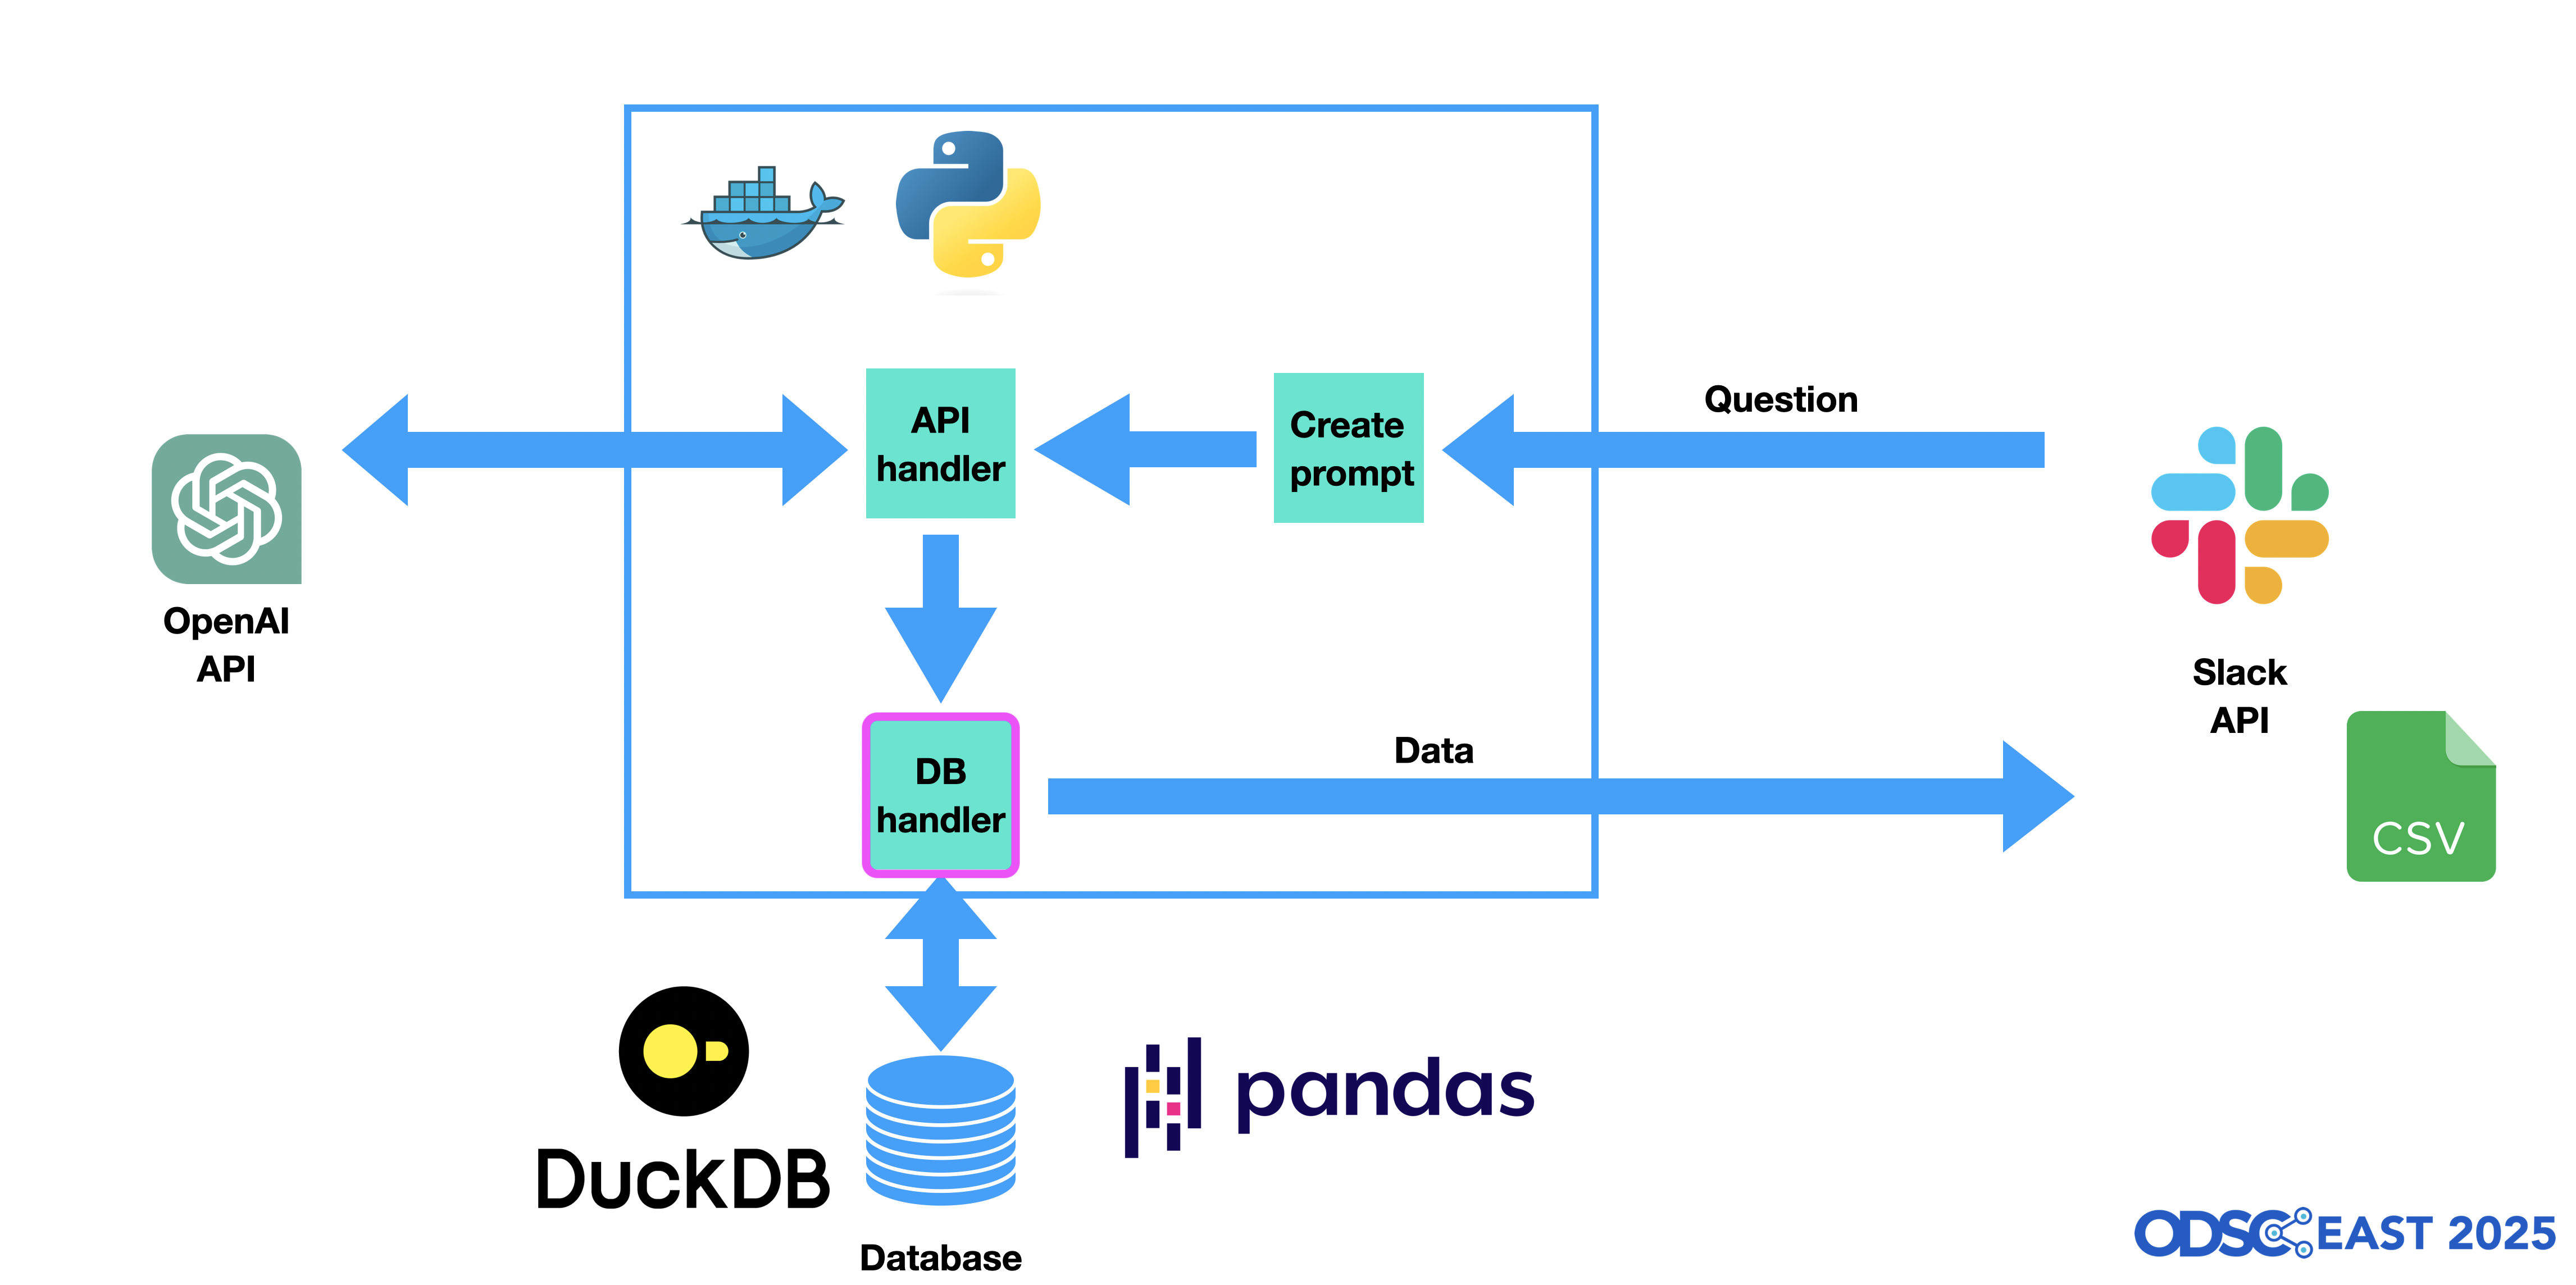 Question
API
handler
Create
prompt
OpenAI
API
Slack
API
Data
DB
handler
CSV
pandas
DuckDB
Database
ODSC EAST 2025